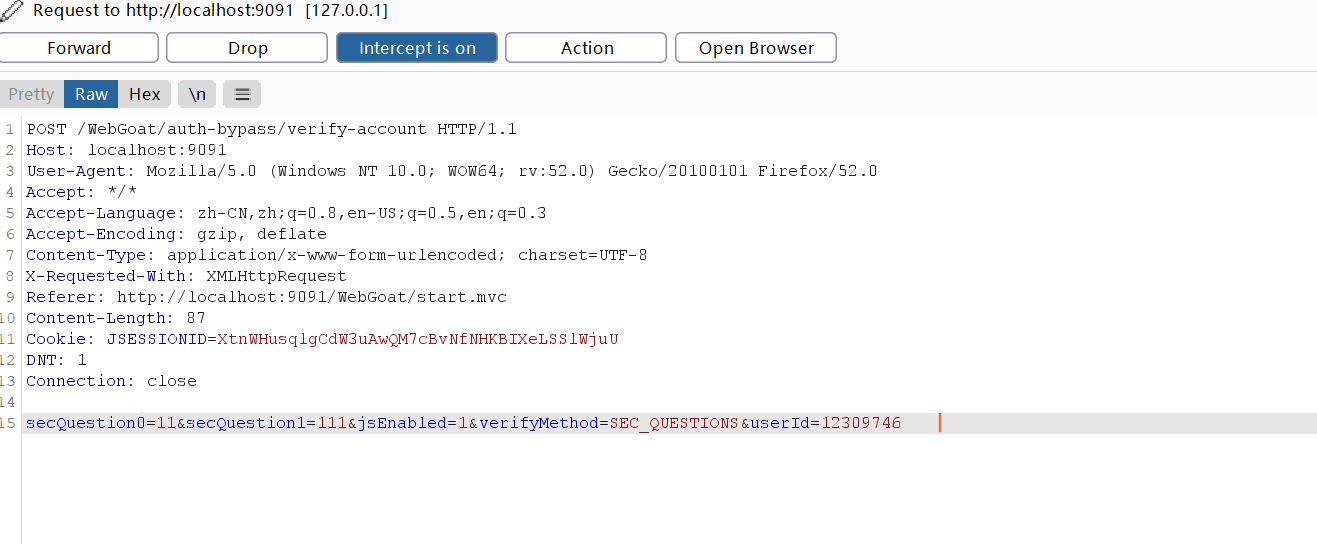 Request to http://localhost:9091 [127.0.0.1]
Forward Drop Intercept is on Action Open Browser
Pretty Raw Hex \n
1 POST /WebGoat/auth-bypass/verify-account HTTP/1.1
2 Host: localhost:9091
3 User-Agent: Mozilla/5.0 (Windows NT 10.0; WOW64; rv:52.0) Gecko/20100101 Firefox/52.0
4 Accept: */*
5 Accept-Language: zh-CN,zh;q=0.8,en-US;q=0.5,en;q=0.3
6 Accept-Encoding: gzip, deflate
7 Content-Type: application/x-www-form-urlencoded; charset=UTF-8
8 X-Requested-With: XMLHttpRequest
9 Referer: http://localhost:9091/WebGoat/start.mvc
10 Content-Length: 87
11 Cookie: JSESSIONID=XtnWHusqlgCdW3uAwQM7cBvNfNHKBIXeLSSlWjuU
12 DNT: 1
13 Connection: close
14
15 secQuestion0=11&secQuestion1=111&jsEnabled=1&verifyMethod=SEC_QUESTIONS&userId=12309746